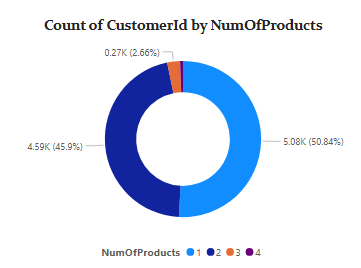 Count of CustomerId by NumOfProducts
0.27K (2.66%)
4.59K (45.9%)
5.08K (50.84%)
NumOfProducts 1 2 3 4